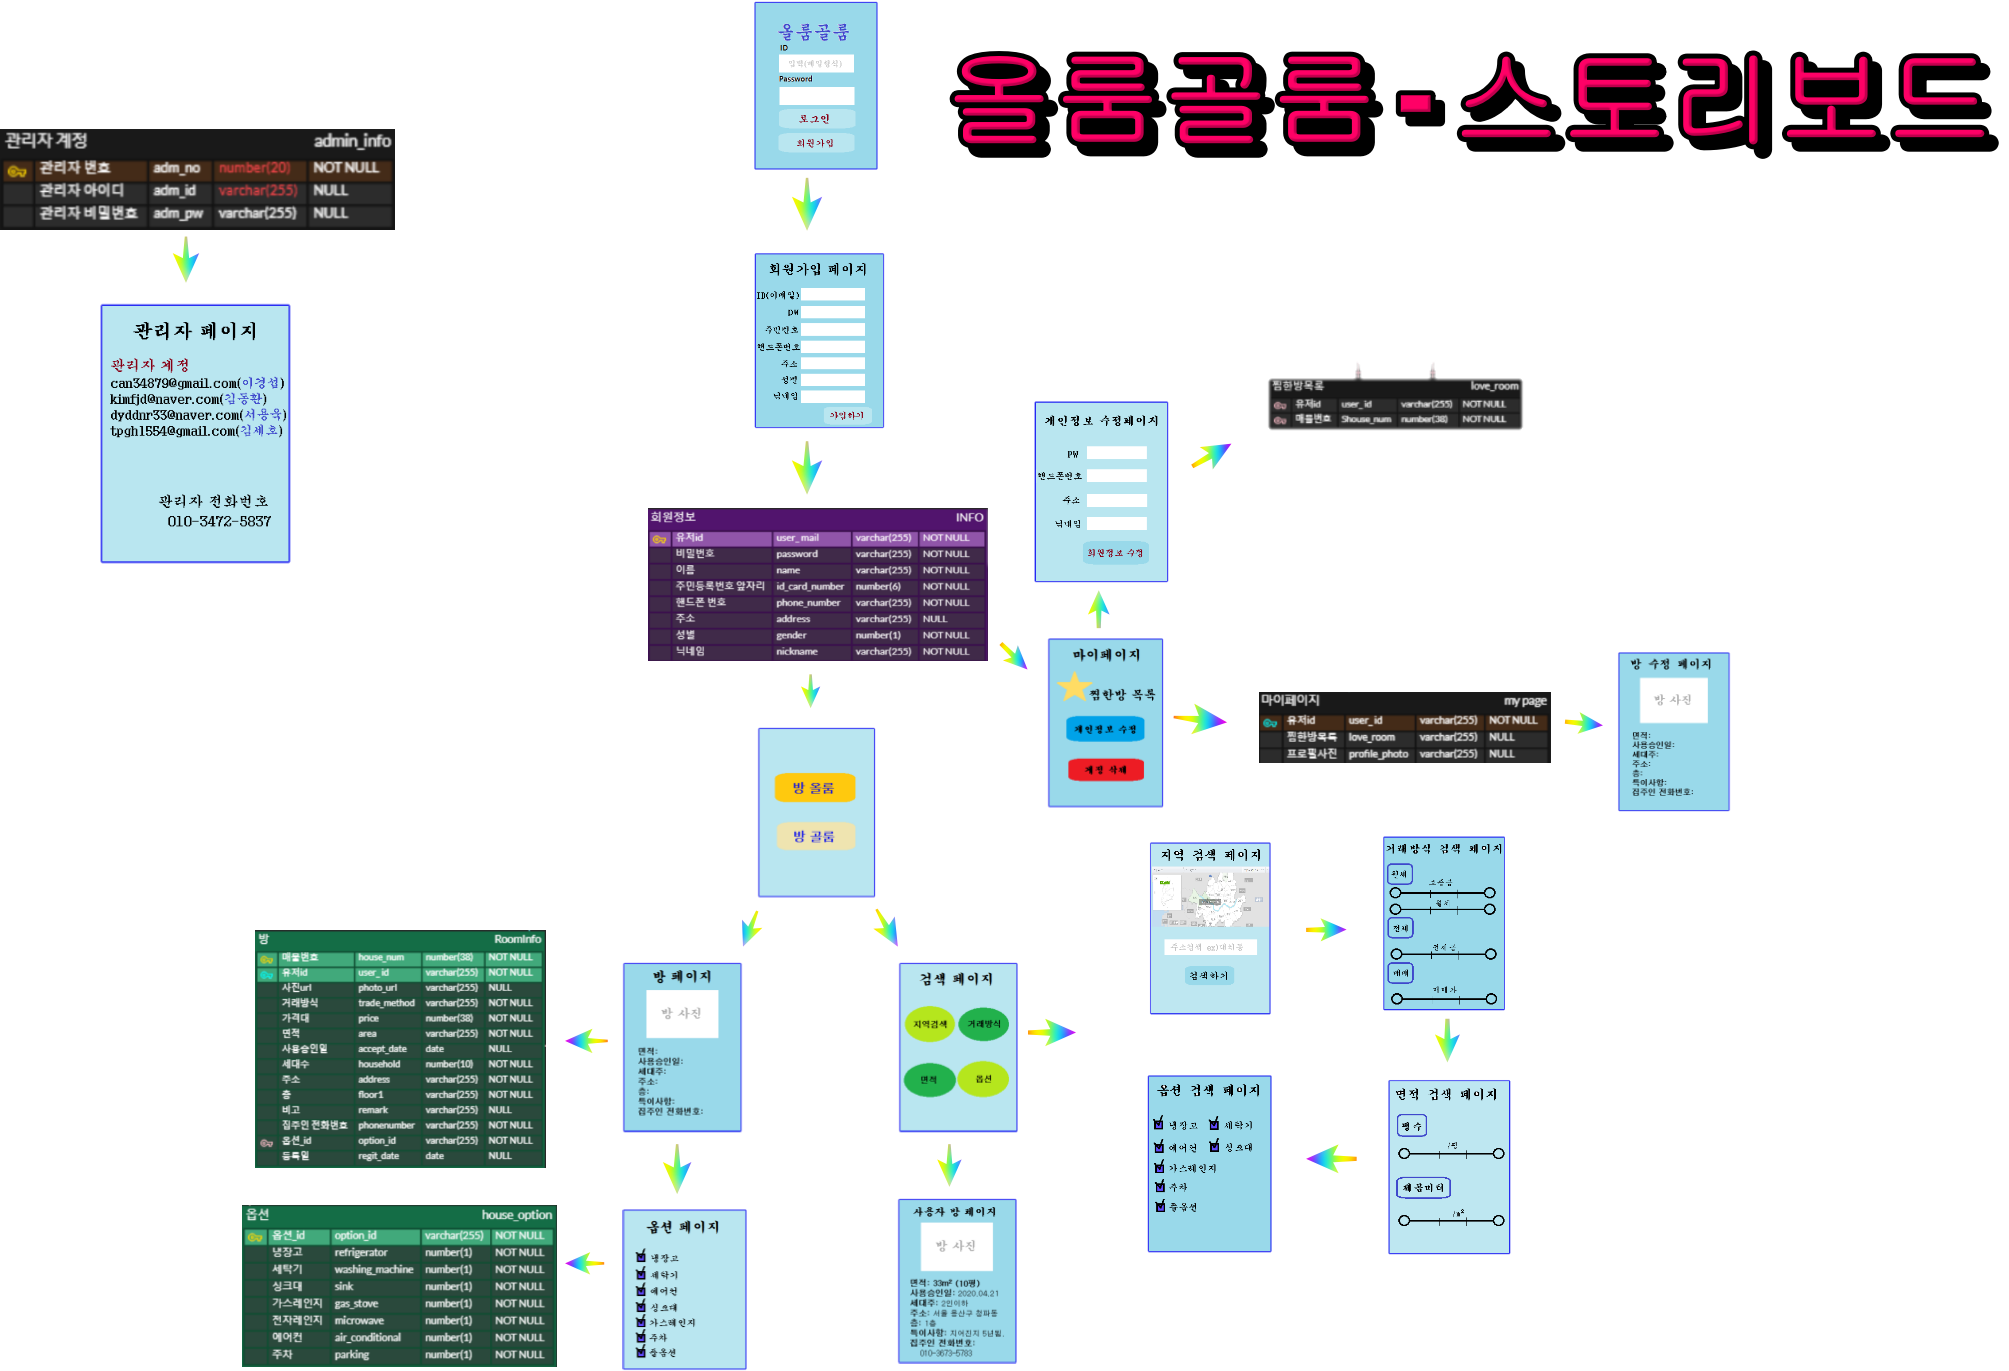 올룸골룸-스토리보드
올룸골룸
ID
입력(메일형식)
Password
로그인
회원가입
관리자 계정 admin_info
관리자 번호 adm_no number(20) NOT NULL
관리자 아이디 adm_id varchar(255) NULL
관리자 비밀번호 adm_pw varchar(255) NULL
관리자 페이지
관리자 계정
can34879@gmail.com(이경섭)
kimfjd@naver.com(김동환)
dyddnr33@naver.com(서용욱)
tpgh1554@gmail.com(김세호)
관리자 전화번호
010-3472-5837
회원가입 페이지
ID(이메일)
pw
주민번호
핸드폰번호
주소
성별
닉네임
가입하기
회원정보 INFO
유저id user_mail varchar(255) NOT NULL
비밀번호 password varchar(255) NOT NULL
이름 name varchar(255) NOT NULL
주민등록번호 앞자리 id_card_number number(6) NOT NULL
핸드폰 번호 phone_number varchar(255) NOT NULL
주소 address varchar(255) NULL
성별 gender number(1) NOT NULL
닉네임 nickname varchar(255) NOT NULL
개인정보 수정페이지
pw
핸드폰번호
주소
닉네임
회원정보 수정
찜한방목록 love_room
유저id user_id varchar(255) NOT NULL
매물번호 Shouse_num number(38) NOT NULL
마이페이지
찜한방 목록
개인정보 수정
계정 삭제
마이페이지 my page
유저id user_id varchar(255) NOT NULL
찜한방목록 love_room varchar(255) NULL
프로필사진 profile_photo varchar(255) NULL
방 수정 페이지
방 사진
면적:
사용승인일:
세대주:
주소:
층:
특이사항:
집주인 전화번호:
방 올룸
방 골룸
방 RoomInfo
매물번호 house_num number(38) NOT NULL
유저id user_id varchar(255) NOT NULL
사진url photo_url varchar(255) NULL
거래방식 trade_method varchar(255) NOT NULL
가격대 price number(38) NOT NULL
면적 area varchar(255) NOT NULL
사용승인일 accept_date date NULL
세대수 household number(10) NOT NULL
주소 address varchar(255) NOT NULL
층 floor1 varchar(255) NOT NULL
비고 remark varchar(255) NULL
집주인 전화번호 phonenumber varchar(255) NOT NULL
옵션_id option_id varchar(255) NOT NULL
등록일 regit_date date NULL
방 페이지
방 사진
면적:
사용승인일:
세대주:
주소:
층:
특이사항:
집주인 전화번호:
검색 페이지
지역검색 거래방식
면적 옵션
지역 검색 페이지
주소검색 ex)대치동
검색하기
거래방식 검색 페이지
월세
보증금
월세
전세
전세금
매매
매매가
면적 검색 페이지
평수
/평
제곱미터
/m²
옵션 검색 페이지
냉장고 세탁기
에어컨 싱크대
가스레인지
주차
풀옵션
옵션 house_option
옵션_id option_id varchar(255) NOT NULL
냉장고 refrigerator number(1) NOT NULL
세탁기 washing_machine number(1) NOT NULL
싱크대 sink number(1) NOT NULL
가스레인지 gas_stove number(1) NOT NULL
전자레인지 microwave number(1) NOT NULL
에어컨 air_conditional number(1) NOT NULL
주차 parking number(1) NOT NULL
옵션 페이지
냉장고
세탁기
에어컨
싱크대
가스레인지
주차
풀옵션
사용자 방 페이지
방 사진
면적: 33m² (10평)
사용승인일: 2020.04.21
세대주: 2인이하
주소: 서울 용산구 청파동
층: 1층
특이사항: 지어진지 5년됨.
집주인 전화번호:
010-3673-5783